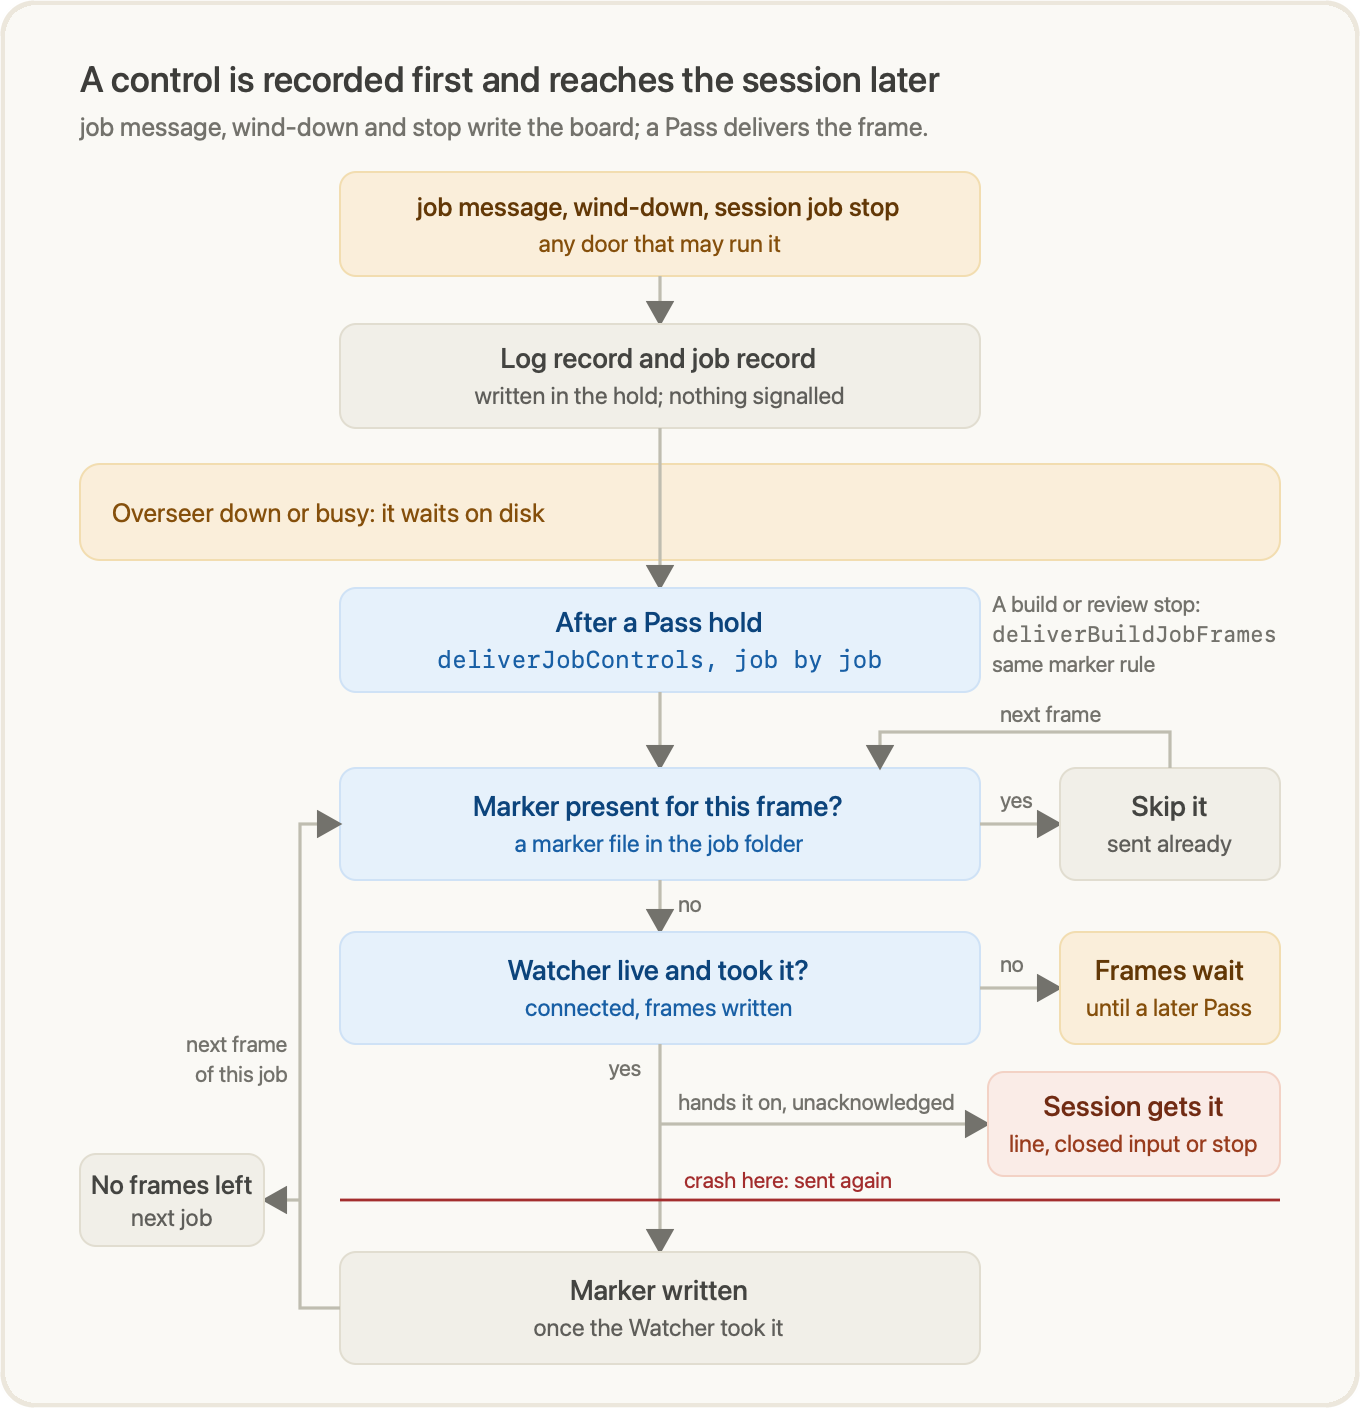 A control is recorded first and reaches the session later
job message, wind-down and stop write the board; a Pass delivers the frame.
job message, wind-down, session job stop
any door that may run it
Log record and job record
written in the hold; nothing signalled
Overseer down or busy: it waits on disk
After a Pass hold
deliverJobControls, job by job
A build or review stop:
deliverBuildJobFrames
same marker rule
next frame
Marker present for this frame?
a marker file in the job folder
yes
Skip it
sent already
no
Watcher live and took it?
connected, frames written
no
Frames wait
until a later Pass
next frame
of this job
yes
hands it on, unacknowledged
Session gets it
line, closed input or stop
crash here: sent again
No frames left
next job
Marker written
once the Watcher took it